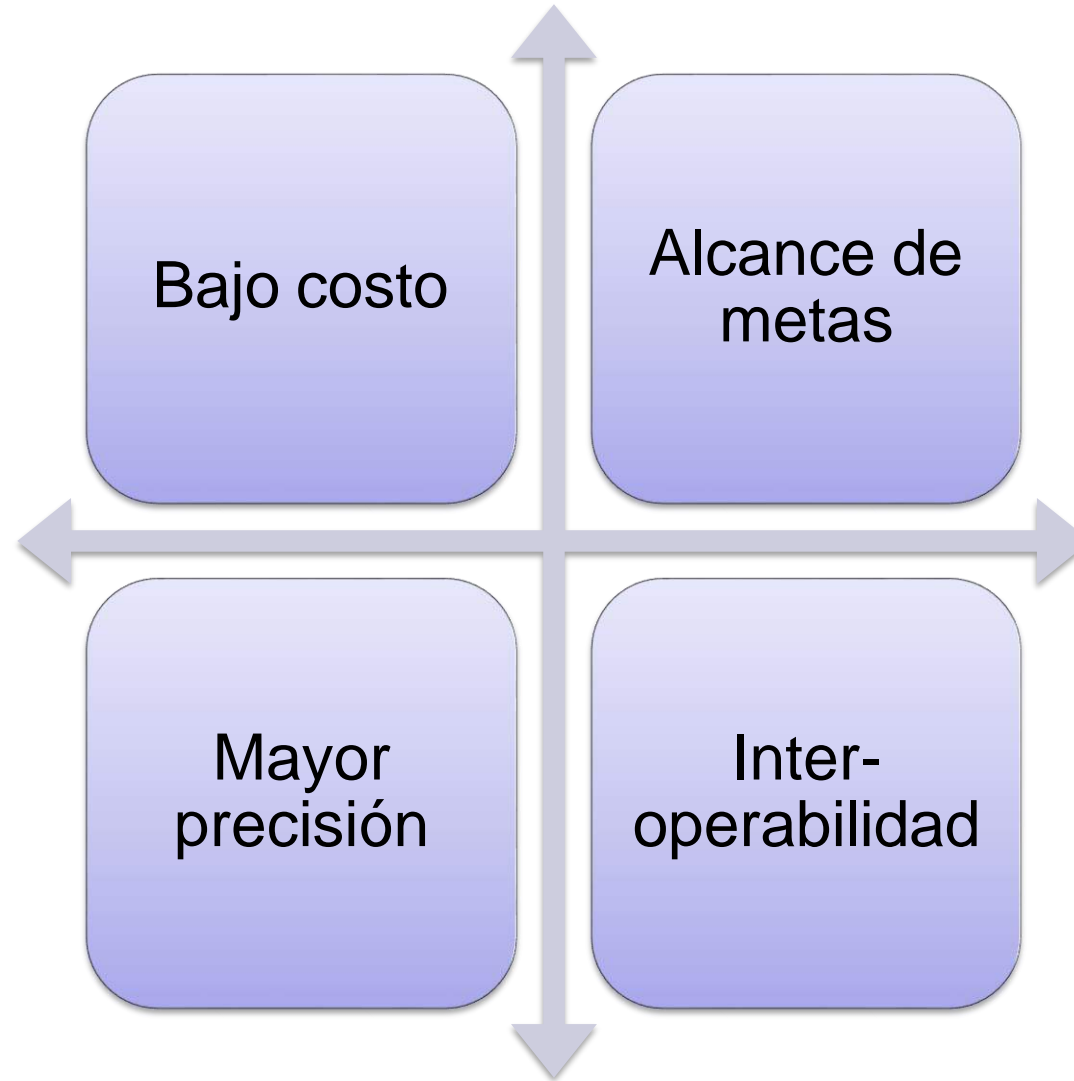 Bajo costo
Alcance de
metas
Mayor
precisión
Inter-
operabilidad